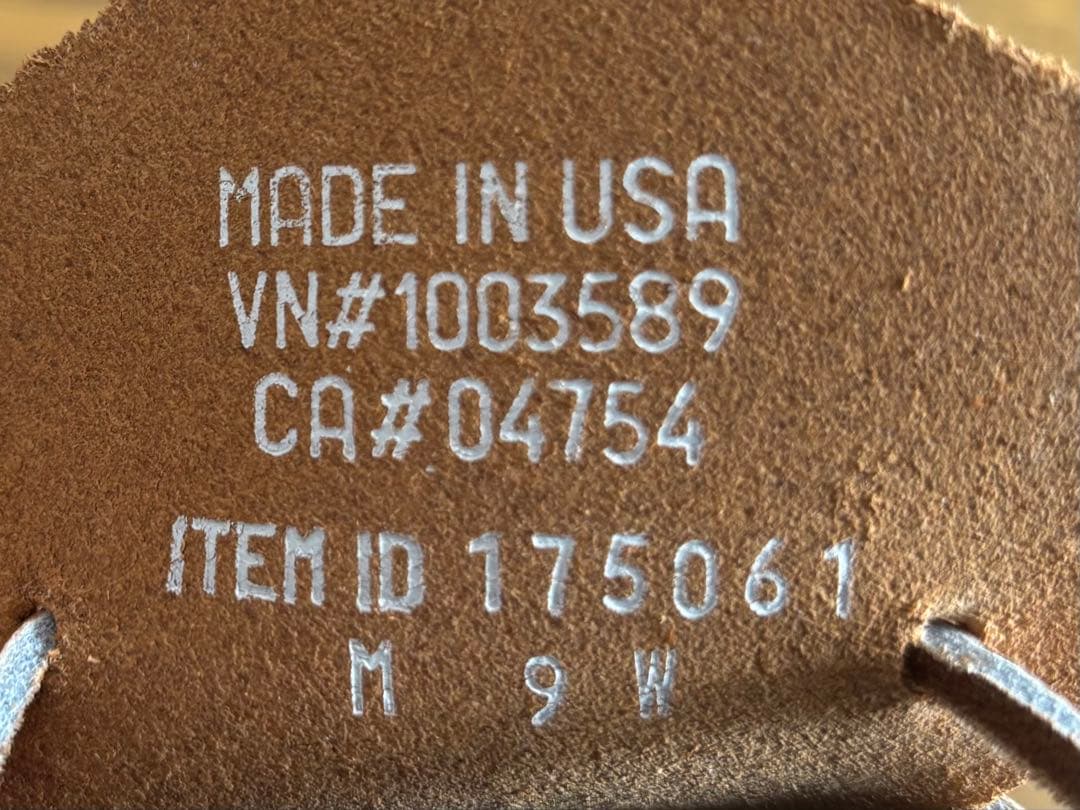 MADE IN USA
VN#1003589
CA#04754
ITEM ID 175061
M 9 W